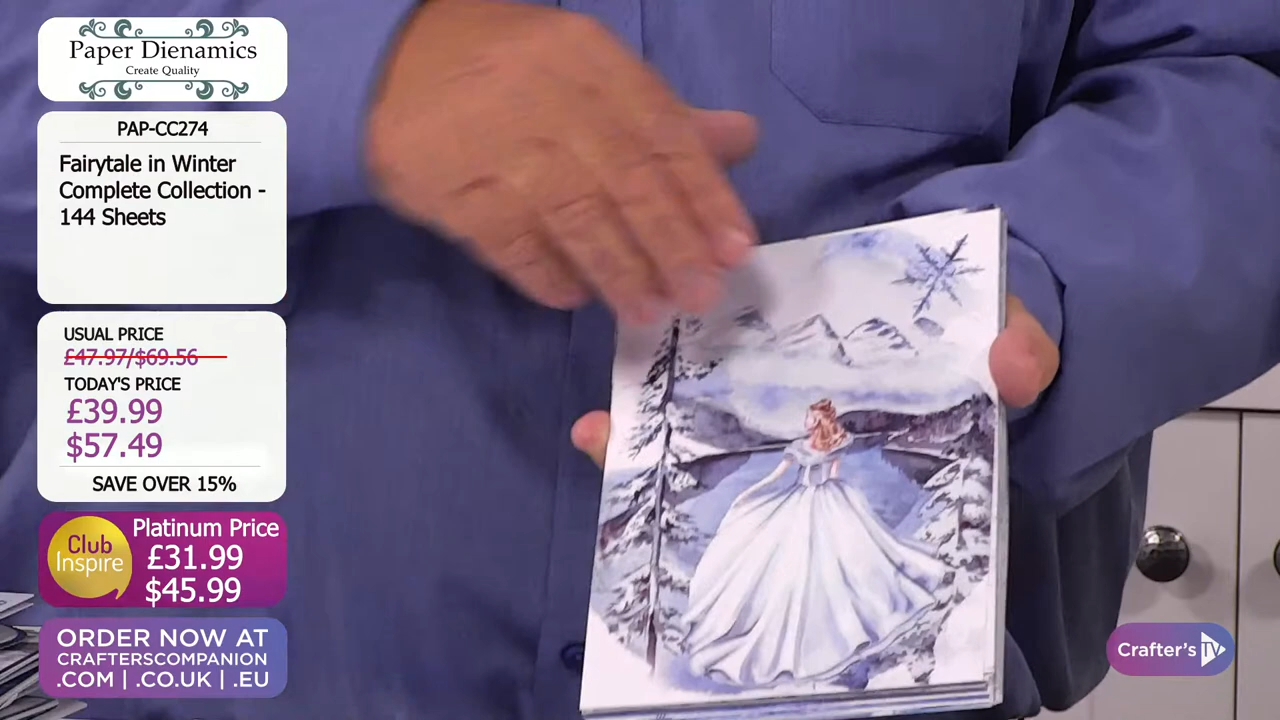 Paper Dienamics
Create Quality
PAP-CC274
Fairytale in Winter
Complete Collection -
144 Sheets
USUAL PRICE
£47.97/$69.56
TODAY'S PRICE
£39.99
$57.49
SAVE OVER 15%
Club
Inspire
Platinum Price
£31.99
$45.99
ORDER NOW AT
CRAFTERSCOMPANION
.COM | .CO.UK | .EU
Crafter's TV